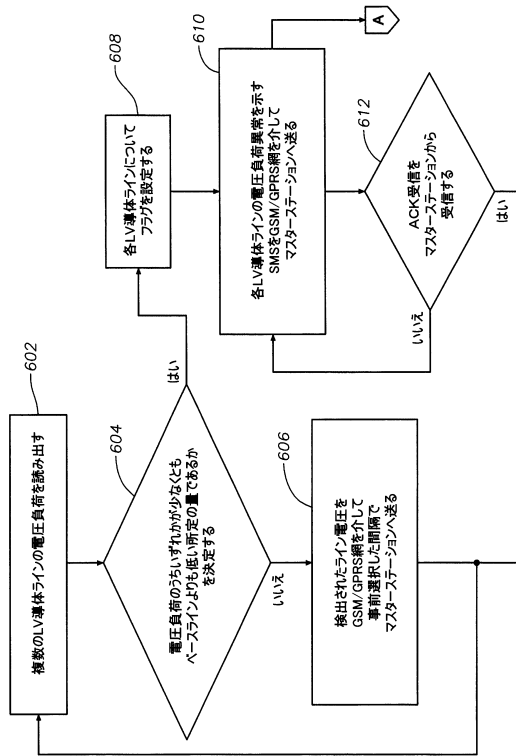 602
複数のLV導体ラインの電圧負荷を読み出す
604
電圧負荷のうちいずれかが少なくとも
ベースラインよりも低い所定の量であるか
を決定する
はい
いいえ
606
検出されたライン電圧を
GSM/GPRS網を介して
事前選択した間隔で
マスターステーションへ送る
608
各LV導体ラインについて
フラグを設定する
610
各LV導体ラインの電圧負荷異常を示す
SMSをGSM/GPRS網を介して
マスターステーションへ送る
A
612
ACK受信を
マスターステーションから
受信する
いいえ
はい